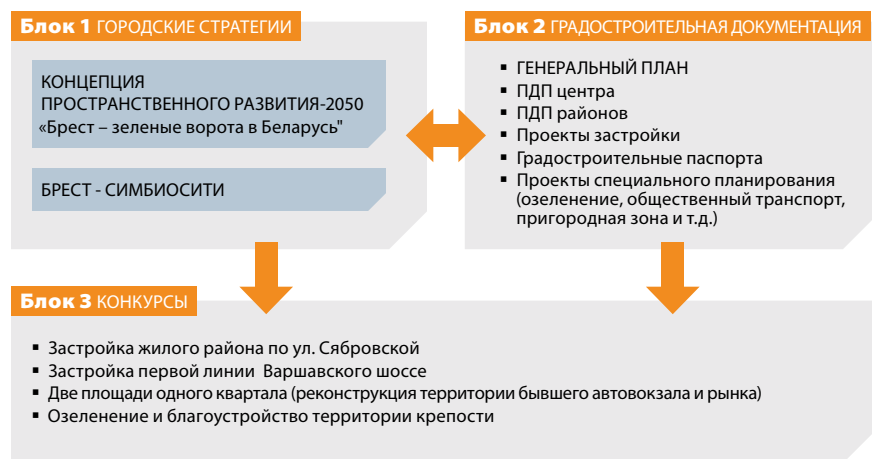 Блок 1 ГОРОДСКИЕ СТРАТЕГИИ
КОНЦЕПЦИЯ
ПРОСТРАНСТВЕННОГО РАЗВИТИЯ-2050
«Брест – зеленые ворота в Беларусь"
БРЕСТ - СИМБИОСИТИ
Блок 2 ГРАДОСТРОИТЕЛЬНАЯ ДОКУМЕНТАЦИЯ
▪ ГЕНЕРАЛЬНЫЙ ПЛАН
▪ ПДП центра
▪ ПДП районов
▪ Проекты застройки
▪ Градостроительные паспорта
▪ Проекты специального планирования
(озеленение, общественный транспорт,
пригородная зона и т.д.)
Блок 3 КОНКУРСЫ
▪ Застройка жилого района по ул. Сябровской
▪ Застройка первой линии Варшавского шоссе
▪ Две площади одного квартала (реконструкция территории бывшего автовокзала и рынка)
▪ Озеленение и благоустройство территории крепости